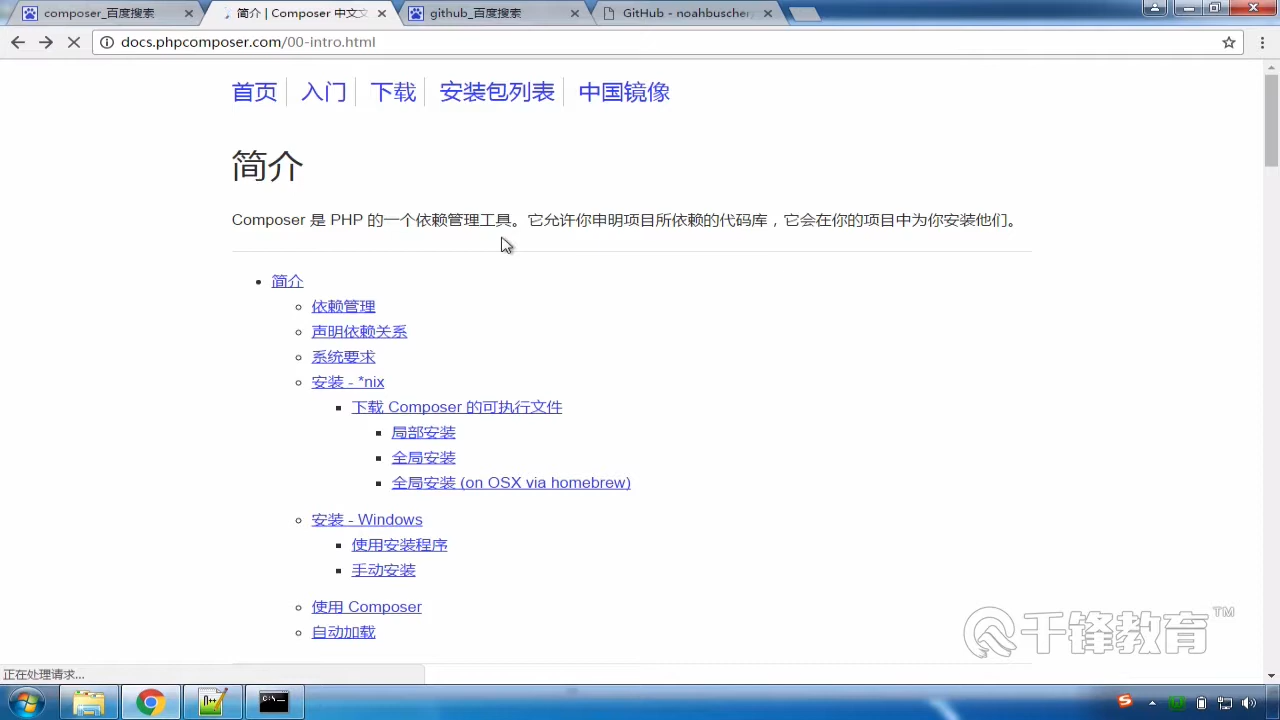 composer_百度搜索
简介 | Composer 中文文
github_百度搜索
GitHub - noahbuscher
docs.phpcomposer.com/00-intro.html
首页 入门 下载 安装包列表 中国镜像
简介
Composer 是 PHP 的一个依赖管理工具。它允许你申明项目所依赖的代码库，它会在你的项目中为你安装他们。
简介
依赖管理
声明依赖关系
系统要求
安装 - *nix
下载 Composer 的可执行文件
局部安装
全局安装
全局安装 (on OSX via homebrew)
安装 - Windows
使用安装程序
手动安装
使用 Composer
自动加载
千锋教育™
正在处理请求...